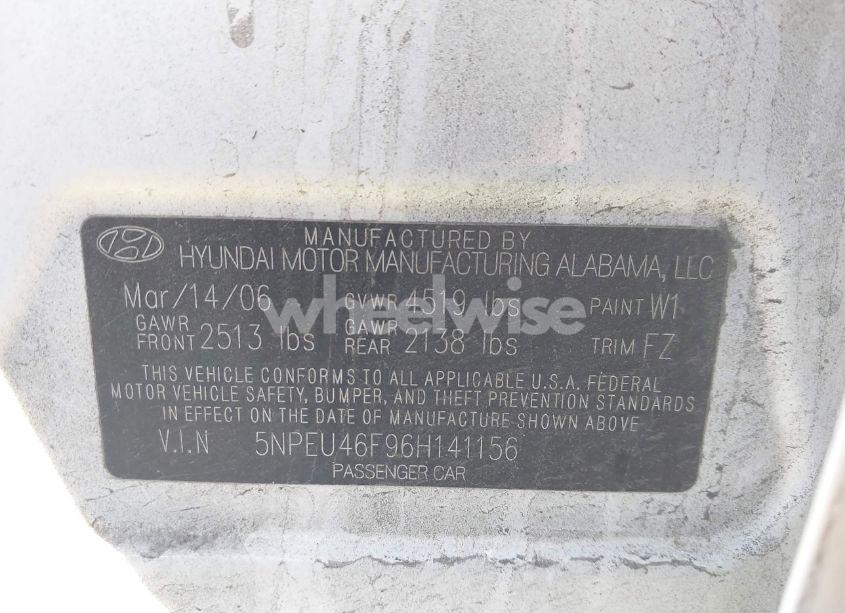 MANUFACTURED BY
HYUNDAI MOTOR MANUFACTURING ALABAMA, LLC
Mar/14/06 GVWR 4519 lbs PAINT W1
GAWR FRONT 2513 lbs GAWR REAR 2138 lbs TRIM FZ
THIS VEHICLE CONFORMS TO ALL APPLICABLE U.S.A. FEDERAL
MOTOR VEHICLE SAFETY, BUMPER, AND THEFT PREVENTION STANDARDS
IN EFFECT ON THE DATE OF MANUFACTURE SHOWN ABOVE
V.I.N 5NPEU46F96H141156
PASSENGER CAR
wheelwise